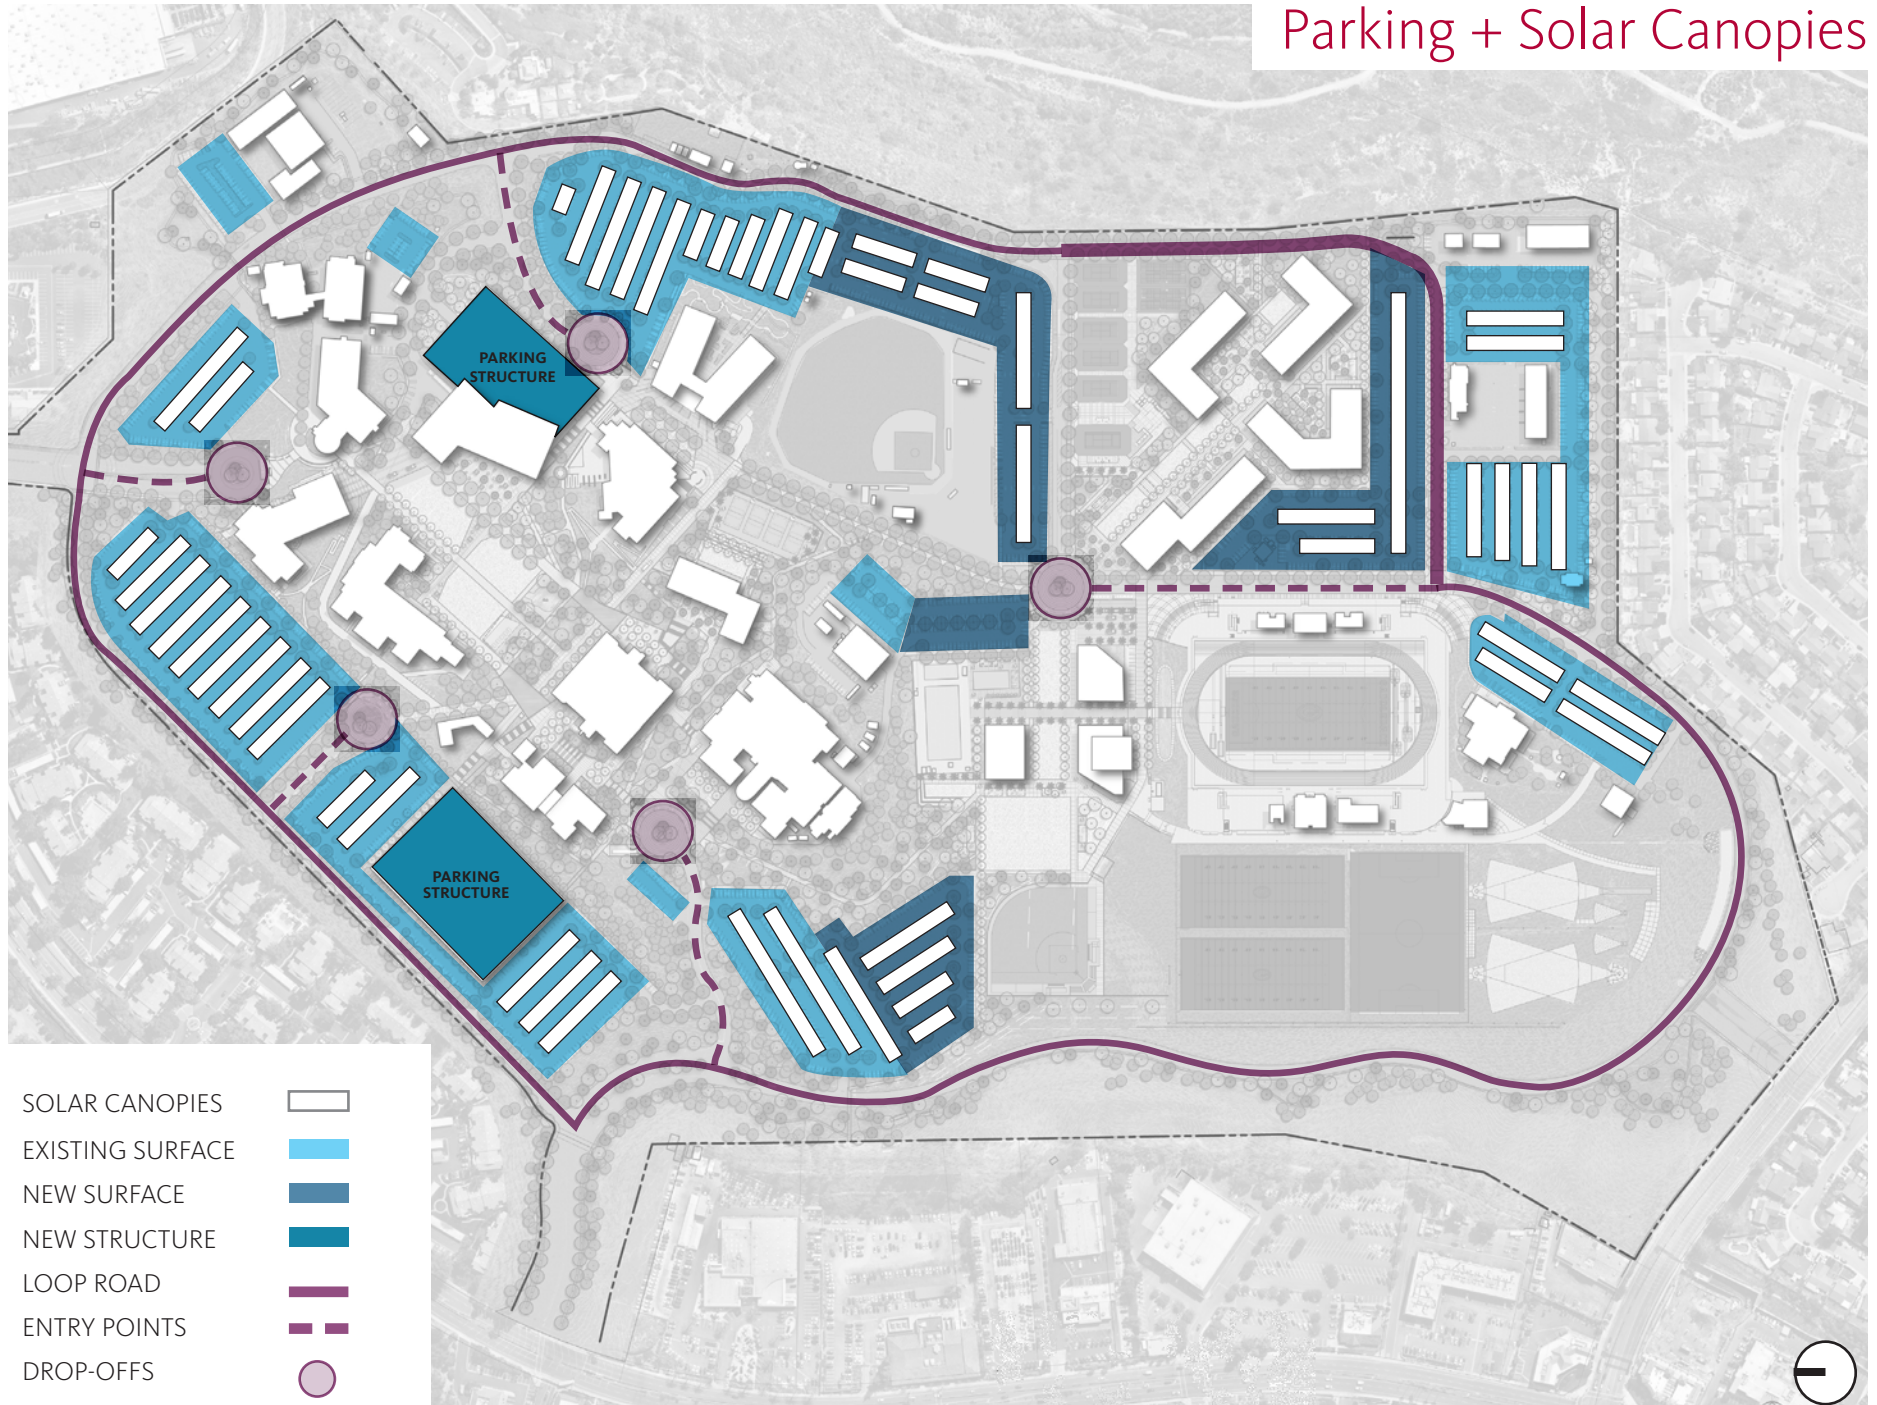 Parking + Solar Canopies
PARKING
STRUCTURE
PARKING
STRUCTURE
SOLAR CANOPIES
EXISTING SURFACE
NEW SURFACE
NEW STRUCTURE
LOOP ROAD
ENTRY POINTS
DROP-OFFS